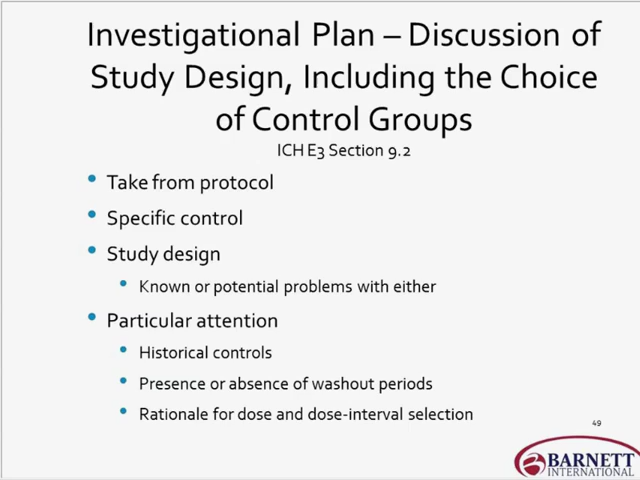 Investigational Plan – Discussion of
Study Design, Including the Choice
of Control Groups
ICH E3 Section 9.2
• Take from protocol
• Specific control
• Study design
• Known or potential problems with either
• Particular attention
• Historical controls
• Presence or absence of washout periods
• Rationale for dose and dose-interval selection
49
BARNETT
INTERNATIONAL